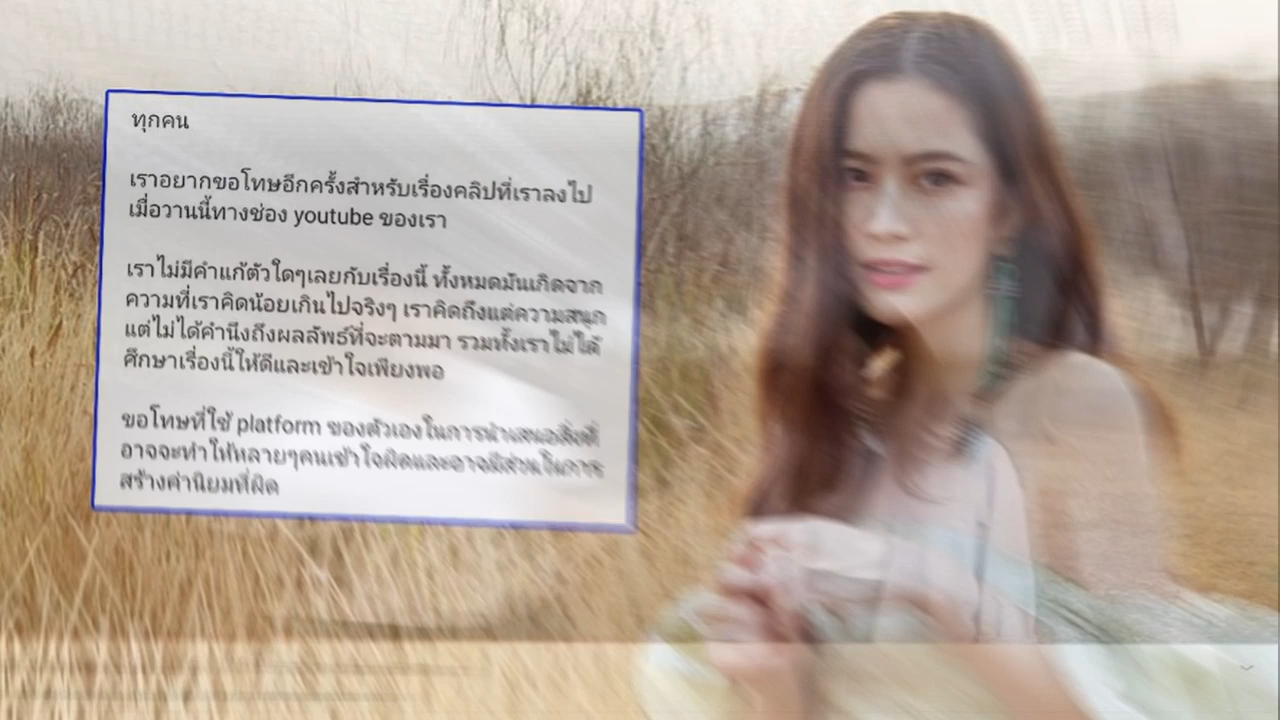 ทุกคน
เราอยากขอโทษอีกครั้งสำหรับเรื่องคลิปที่เราลงไป
เมื่อวานนี้ทางช่อง youtube ของเรา
เราไม่มีคำแก้ตัวใดๆเลยกับเรื่องนี้ ทั้งหมดมันเกิดจาก
ความที่เราคิดน้อยเกินไปจริงๆ เราคิดถึงแต่ความสนุก
แต่ไม่ได้คำนึงถึงผลลัพธ์ที่จะตามมา รวมทั้งเราไม่ได้
ศึกษาเรื่องนี้ให้ดีและเข้าใจเพียงพอ
ขอโทษที่ใช้ platform ของตัวเองในการนำเสนอสิ่งที่
อาจจะทำให้หลายๆคนเข้าใจผิดและอาจมีส่วนในการ
สร้างค่านิยมที่ผิด